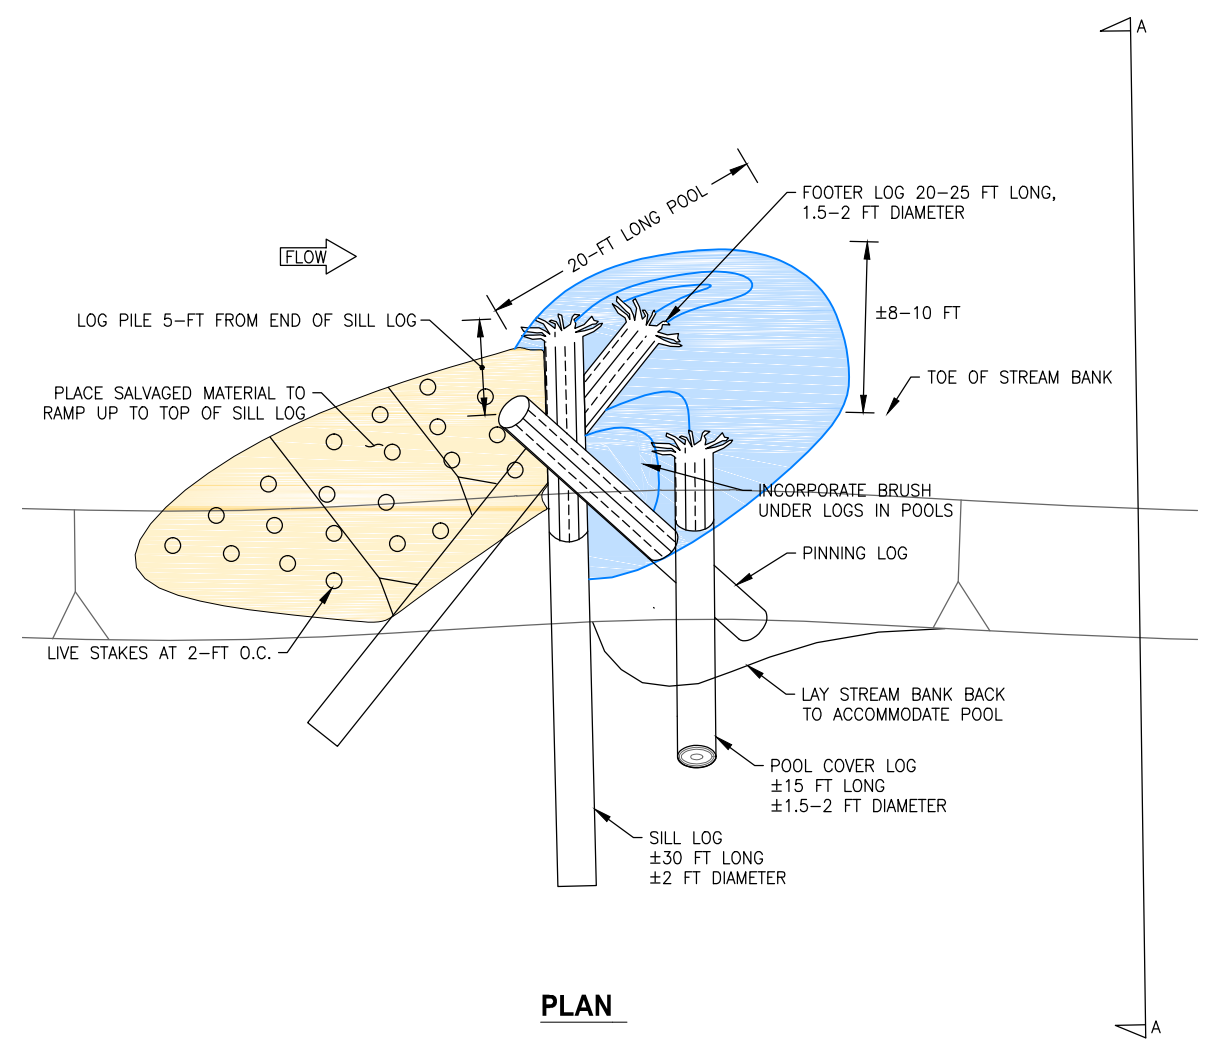 A
FOOTER LOG 20-25 FT LONG,
1.5-2 FT DIAMETER
20-FT LONG POOL
FLOW
LOG PILE 5-FT FROM END OF SILL LOG
±8-10 FT
TOE OF STREAM BANK
PLACE SALVAGED MATERIAL TO
RAMP UP TO TOP OF SILL LOG
INCORPORATE BRUSH
UNDER LOGS IN POOLS
PINNING LOG
LIVE STAKES AT 2-FT O.C.
LAY STREAM BANK BACK
TO ACCOMMODATE POOL
POOL COVER LOG
±15 FT LONG
±1.5-2 FT DIAMETER
SILL LOG
±30 FT LONG
±2 FT DIAMETER
PLAN
A